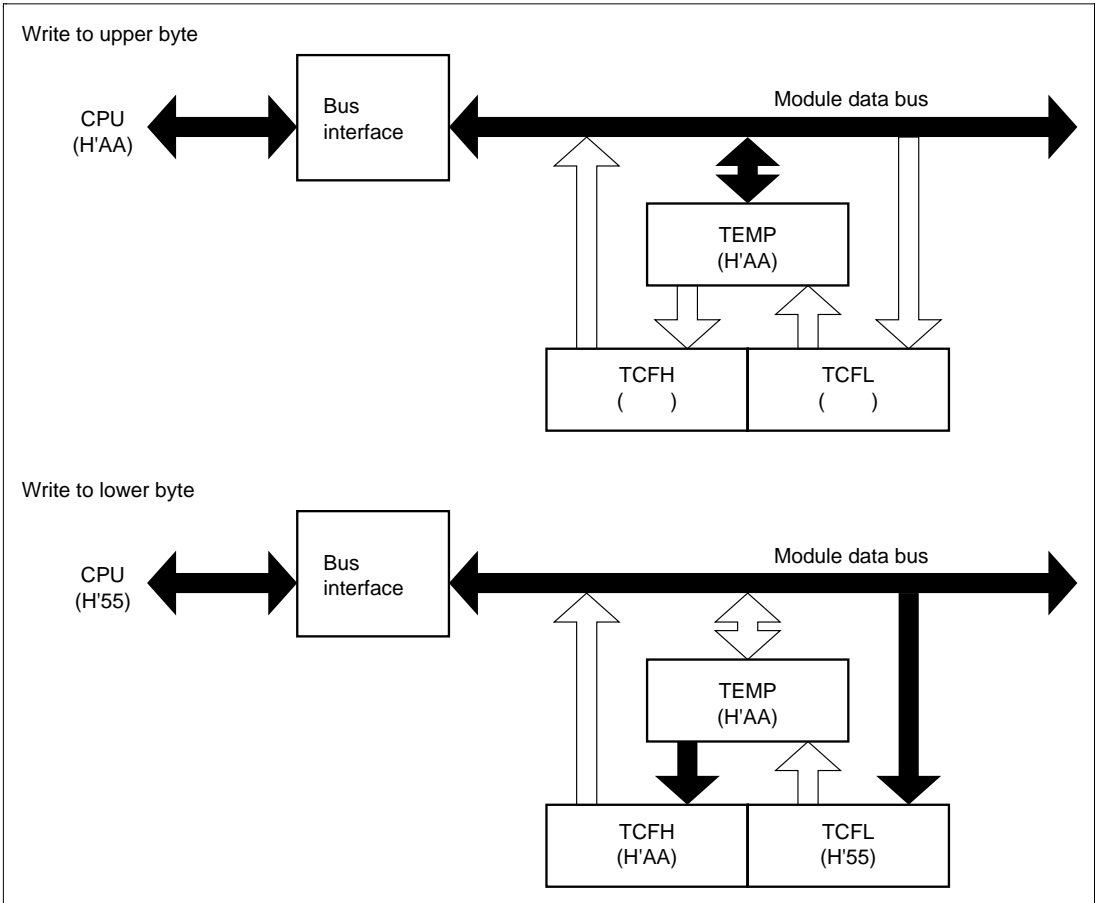 Write to upper byte
CPU
(H'AA)
Bus
interface
Module data bus
TEMP
(H'AA)
TCFH
(  )
TCFL
(  )
Write to lower byte
CPU
(H'55)
Bus
interface
Module data bus
TEMP
(H'AA)
TCFH
(H'AA)
TCFL
(H'55)